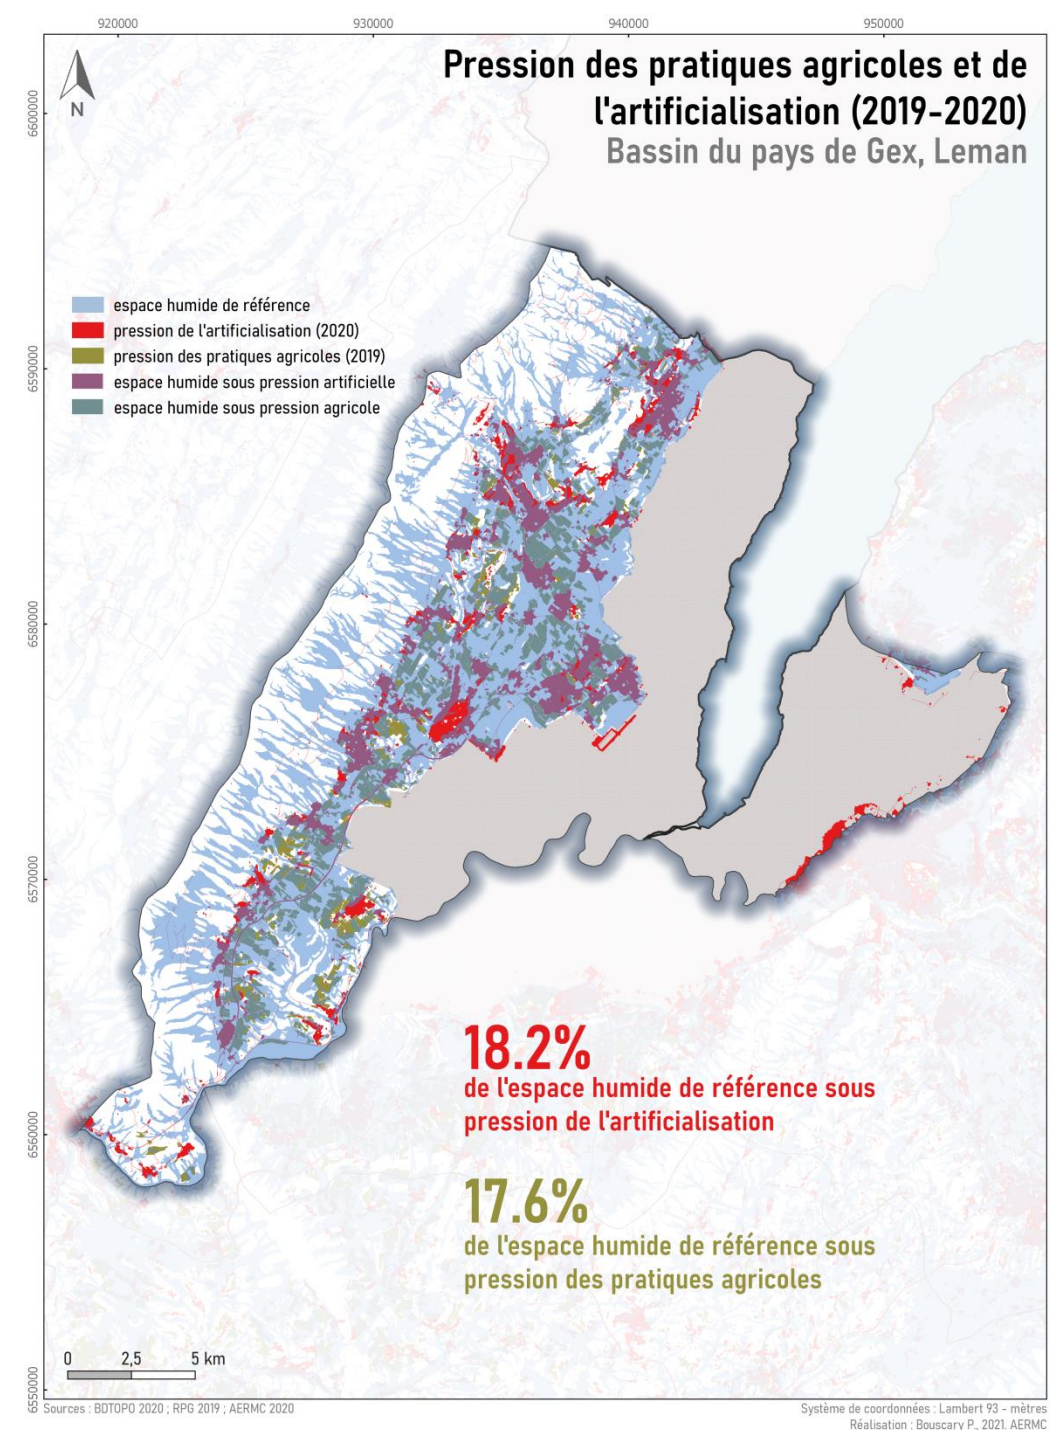 920000
930000
940000
950000
Pression des pratiques agricoles et de
l'artificialisation (2019-2020)
Bassin du pays de Gex, Leman
N
6600000
6590000
6580000
6570000
6560000
6550000
espace humide de référence
pression de l'artificialisation (2020)
pression des pratiques agricoles (2019)
espace humide sous pression artificielle
espace humide sous pression agricole
18.2%
de l'espace humide de référence sous
pression de l'artificialisation
17.6%
de l'espace humide de référence sous
pression des pratiques agricoles
0 2,5 5 km
Sources : BDTOPO 2020 ; RPG 2019 ; AERMC 2020
Système de coordonnées : Lambert 93 - mètres
Réalisation : Bouscary P., 2021. AERMC